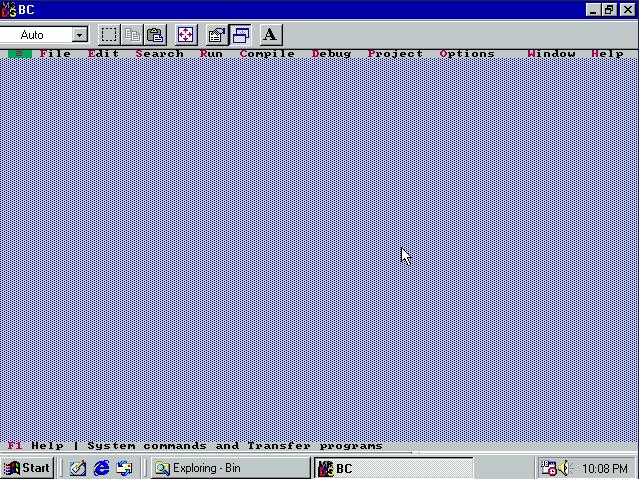 BC
Auto
A
File Edit Search Run Compile Debug Project Options Window Help
F1 Help | System commands and Transfer programs
Start Exploring - Bin BC 10:08 PM